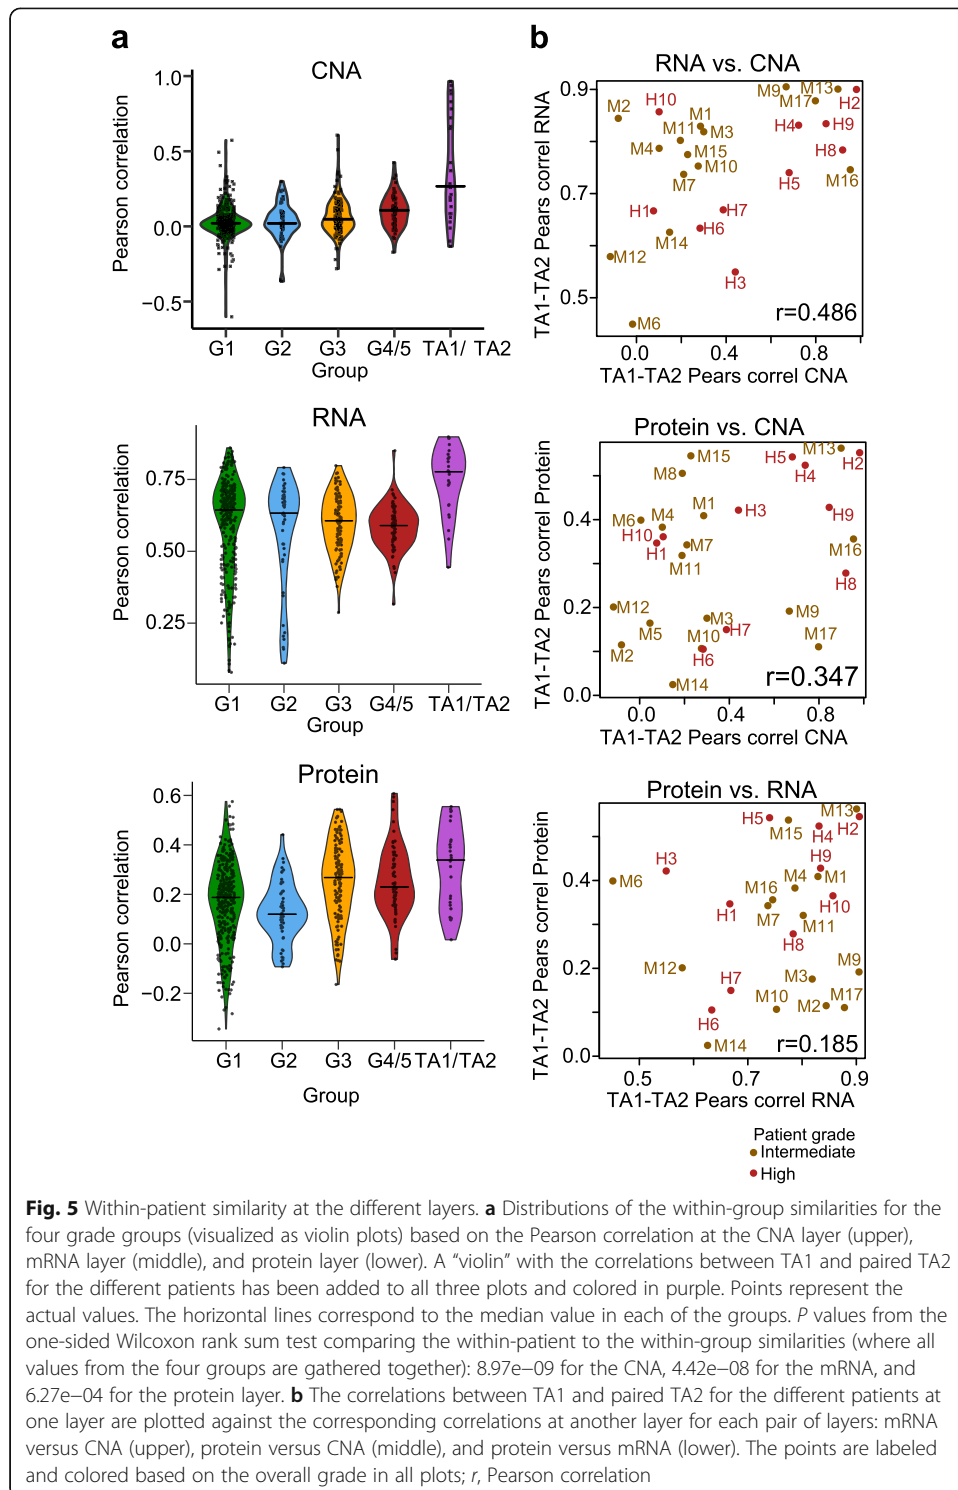 a
CNA
Pearson correlation
1.0
0.5
0.0
−0.5
G1 G2 G3 G4/5 TA1/ TA2
Group
RNA
Pearson correlation
0.75
0.50
0.25
G1 G2 G3 G4/5 TA1/TA2
Group
Protein
Pearson correlation
0.6
0.4
0.2
0.0
−0.2
G1 G2 G3 G4/5 TA1/TA2
Group
b
RNA vs. CNA
TA1-TA2 Pears correl RNA
0.9
0.7
0.5
M9 M13
M17 H2
M2 H10
M1
M11 M3
H4 H9
M4 M15
H8
M10
M7
H5 M16
H1 H7
H6
M14
M12
H3
M6
r=0.486
0.0 0.4 0.8
TA1-TA2 Pears correl CNA
Protein vs. CNA
TA1-TA2 Pears correl Protein
0.4
0.2
0.0
M15 H5 M13
H4 H2
M8
M1 H3 H9
M6 M4
H10
H1 M7 M16
M11
H8
M12 M9
M3
M5 H7
M10 M17
M2 H6
M14
r=0.347
0.0 0.4 0.8
TA1-TA2 Pears correl CNA
Protein vs. RNA
TA1-TA2 Pears correl Protein
0.4
0.2
0.0
M13
H5 M15 H4 H2
H3 H9
M6 M4 M1
M16
H1 M7 H10
M11
H8
M12 M9
H7 M3
M10 M2 M17
H6
M14
r=0.185
0.5 0.7 0.9
TA1-TA2 Pears correl RNA
Patient grade
Intermediate
High
Fig. 5 Within-patient similarity at the different layers. a Distributions of the within-group similarities for the
four grade groups (visualized as violin plots) based on the Pearson correlation at the CNA layer (upper),
mRNA layer (middle), and protein layer (lower). A “violin” with the correlations between TA1 and paired TA2
for the different patients has been added to all three plots and colored in purple. Points represent the
actual values. The horizontal lines correspond to the median value in each of the groups. P values from the
one-sided Wilcoxon rank sum test comparing the within-patient to the within-group similarities (where all
values from the four groups are gathered together): 8.97e−09 for the CNA, 4.42e−08 for the mRNA, and
6.27e−04 for the protein layer. b The correlations between TA1 and paired TA2 for the different patients at
one layer are plotted against the corresponding correlations at another layer for each pair of layers: mRNA
versus CNA (upper), protein versus CNA (middle), and protein versus mRNA (lower). The points are labeled
and colored based on the overall grade in all plots; r, Pearson correlation